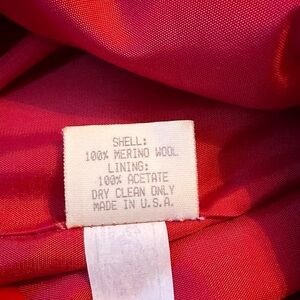 SHELL:
100% MERINO WOOL
LINING:
100% ACETATE
DRY CLEAN ONLY
MADE IN U.S.A.